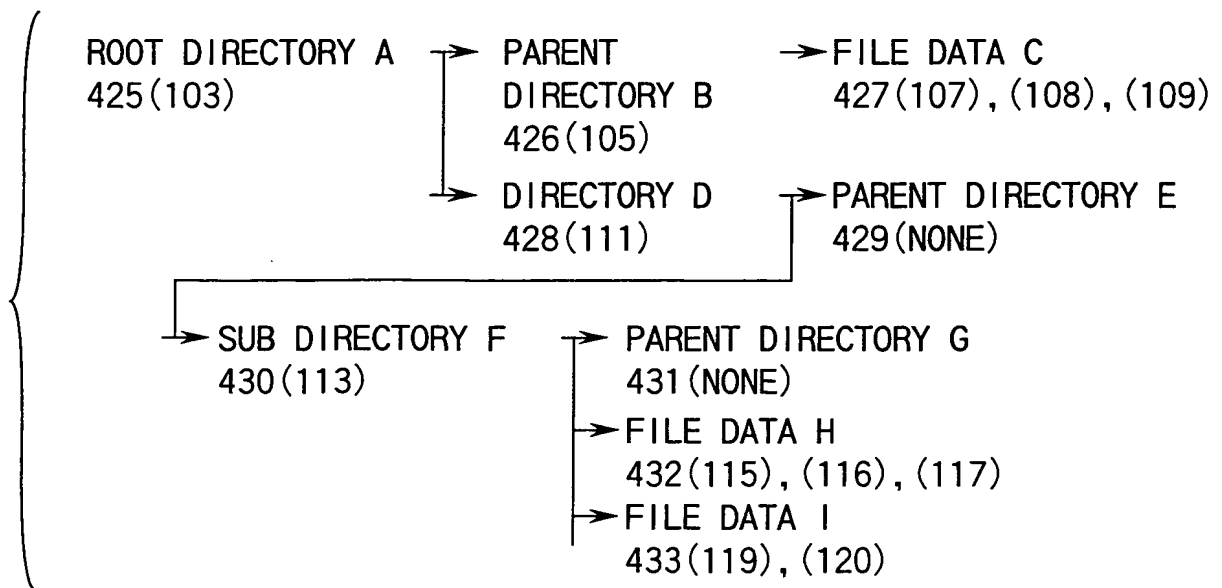 ROOT DIRECTORY A
425(103)
PARENT
DIRECTORY B
426(105)
FILE DATA C
427(107),(108),(109)
DIRECTORY D
428(111)
PARENT DIRECTORY E
429(NONE)
SUB DIRECTORY F
430(113)
PARENT DIRECTORY G
431(NONE)
FILE DATA H
432(115),(116),(117)
FILE DATA I
433(119),(120)